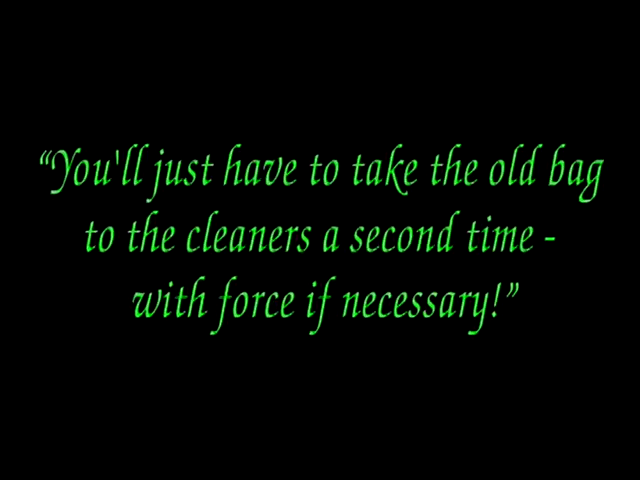 “You'll just have to take the old bag
to the cleaners a second time -
with force if necessary!”